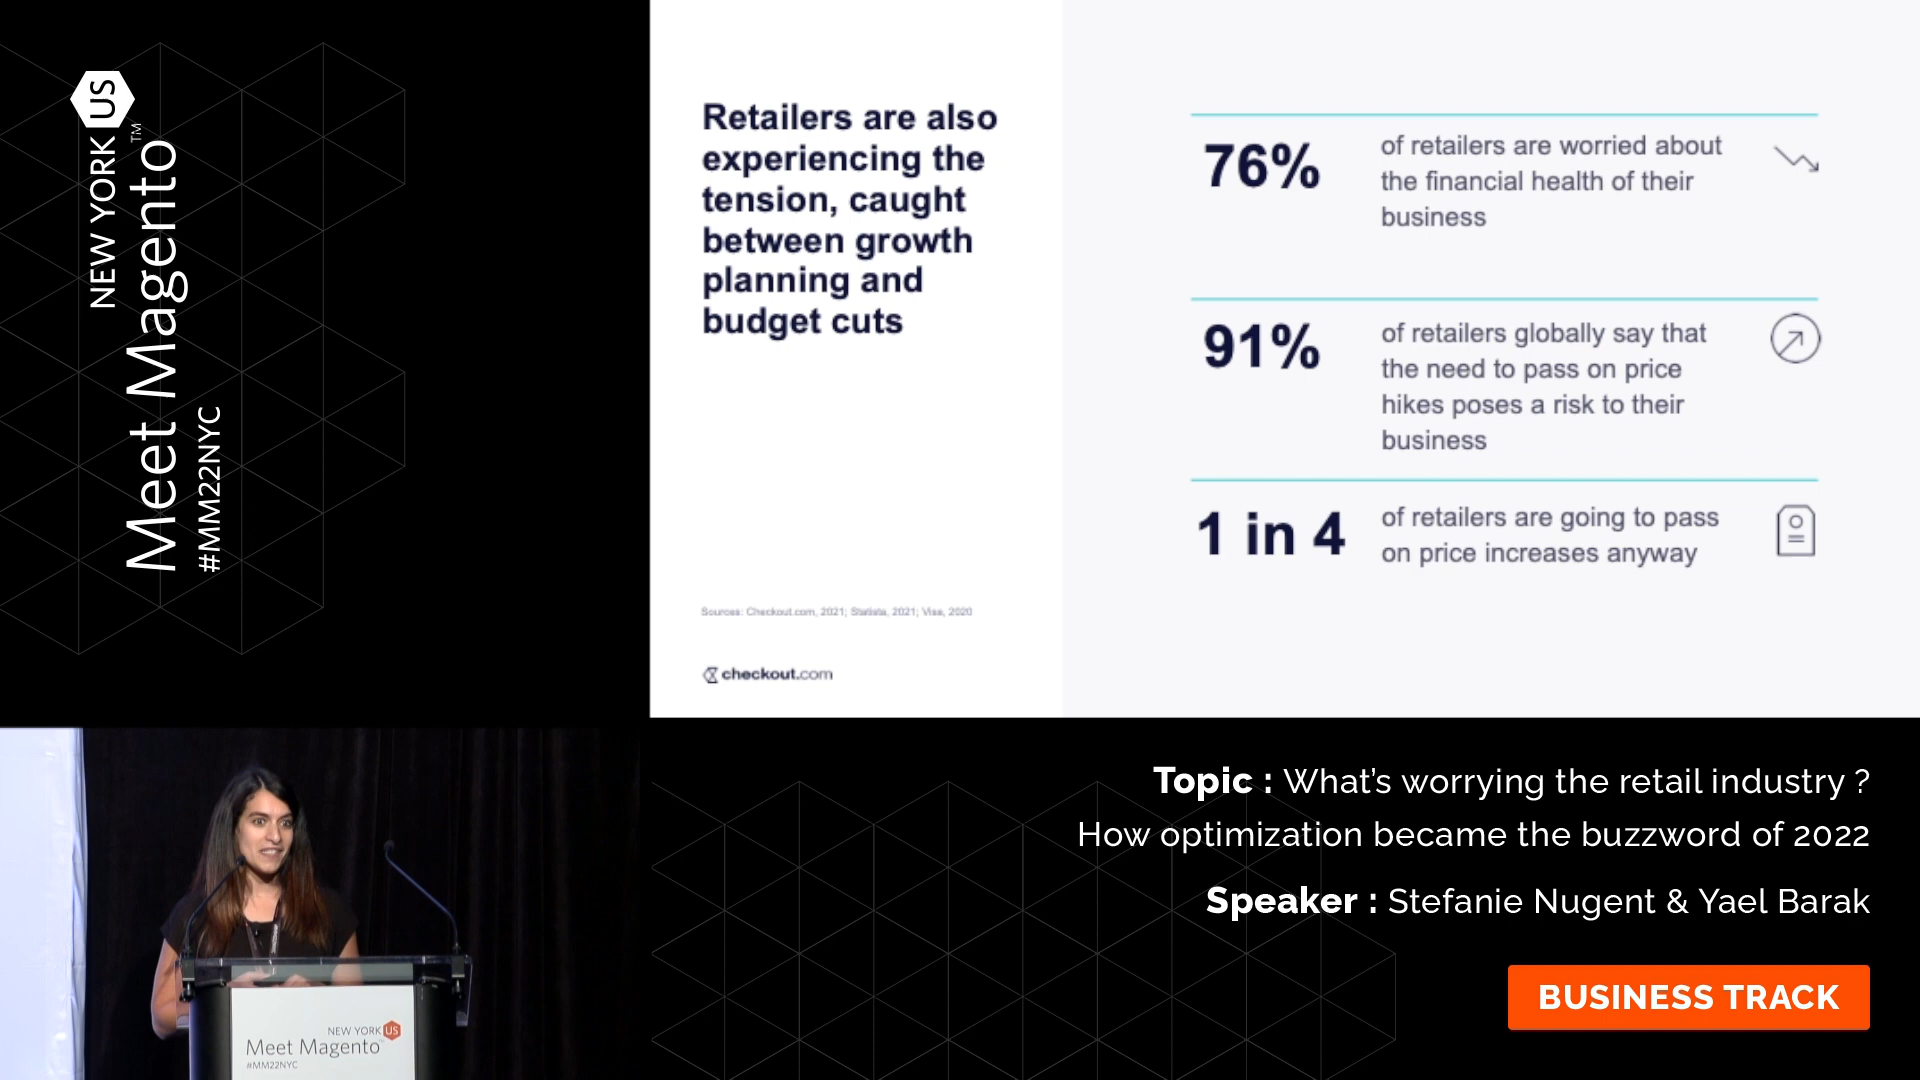 NEW YORK US
Meet Magento™
#MM22NYC
Retailers are also
experiencing the
tension, caught
between growth
planning and
budget cuts
Sources: Checkout.com, 2021; Statista, 2021; Visa, 2020
checkout.com
76%
of retailers are worried about
the financial health of their
business
91%
of retailers globally say that
the need to pass on price
hikes poses a risk to their
business
1 in 4
of retailers are going to pass
on price increases anyway
NEW YORK US
Meet Magento
#MM22NYC
Topic : What's worrying the retail industry ?
How optimization became the buzzword of 2022
Speaker : Stefanie Nugent & Yael Barak
BUSINESS TRACK